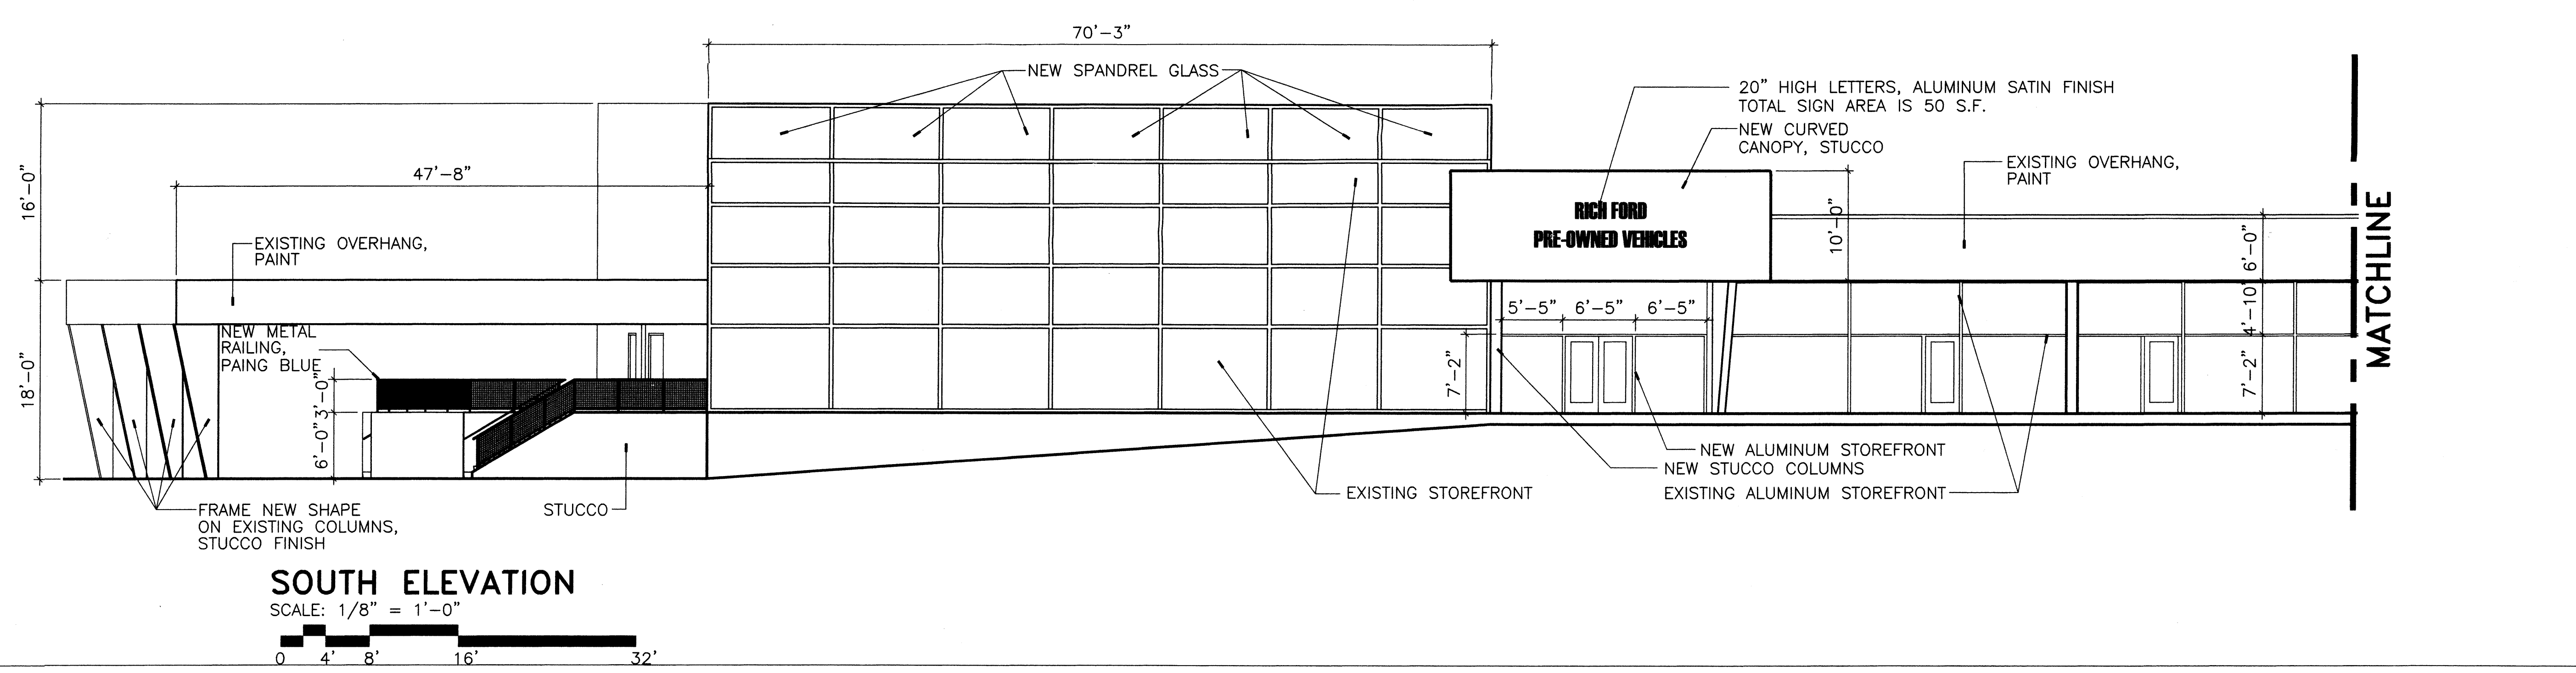 70'-3"
NEW SPANDREL GLASS
20" HIGH LETTERS, ALUMINUM SATIN FINISH
TOTAL SIGN AREA IS 50 S.F.
NEW CURVED
CANOPY, STUCCO
EXISTING OVERHANG,
PAINT
47'-8"
16'-0"
RICH FORD
PRE-OWNED VEHICLES
10'-0"
6'-0"
MATCHLINE
EXISTING OVERHANG,
PAINT
5'-5" 6'-5" 6'-5"
4'-10"
NEW METAL
RAILING,
PAING BLUE
18'-0"
3'-0"
6'-0"
7'-2"
7'-2"
NEW ALUMINUM STOREFRONT
NEW STUCCO COLUMNS
EXISTING STOREFRONT
EXISTING ALUMINUM STOREFRONT
FRAME NEW SHAPE
ON EXISTING COLUMNS,
STUCCO FINISH
STUCCO
SOUTH ELEVATION
SCALE: 1/8" = 1'-0"
0 4' 8' 16' 32'